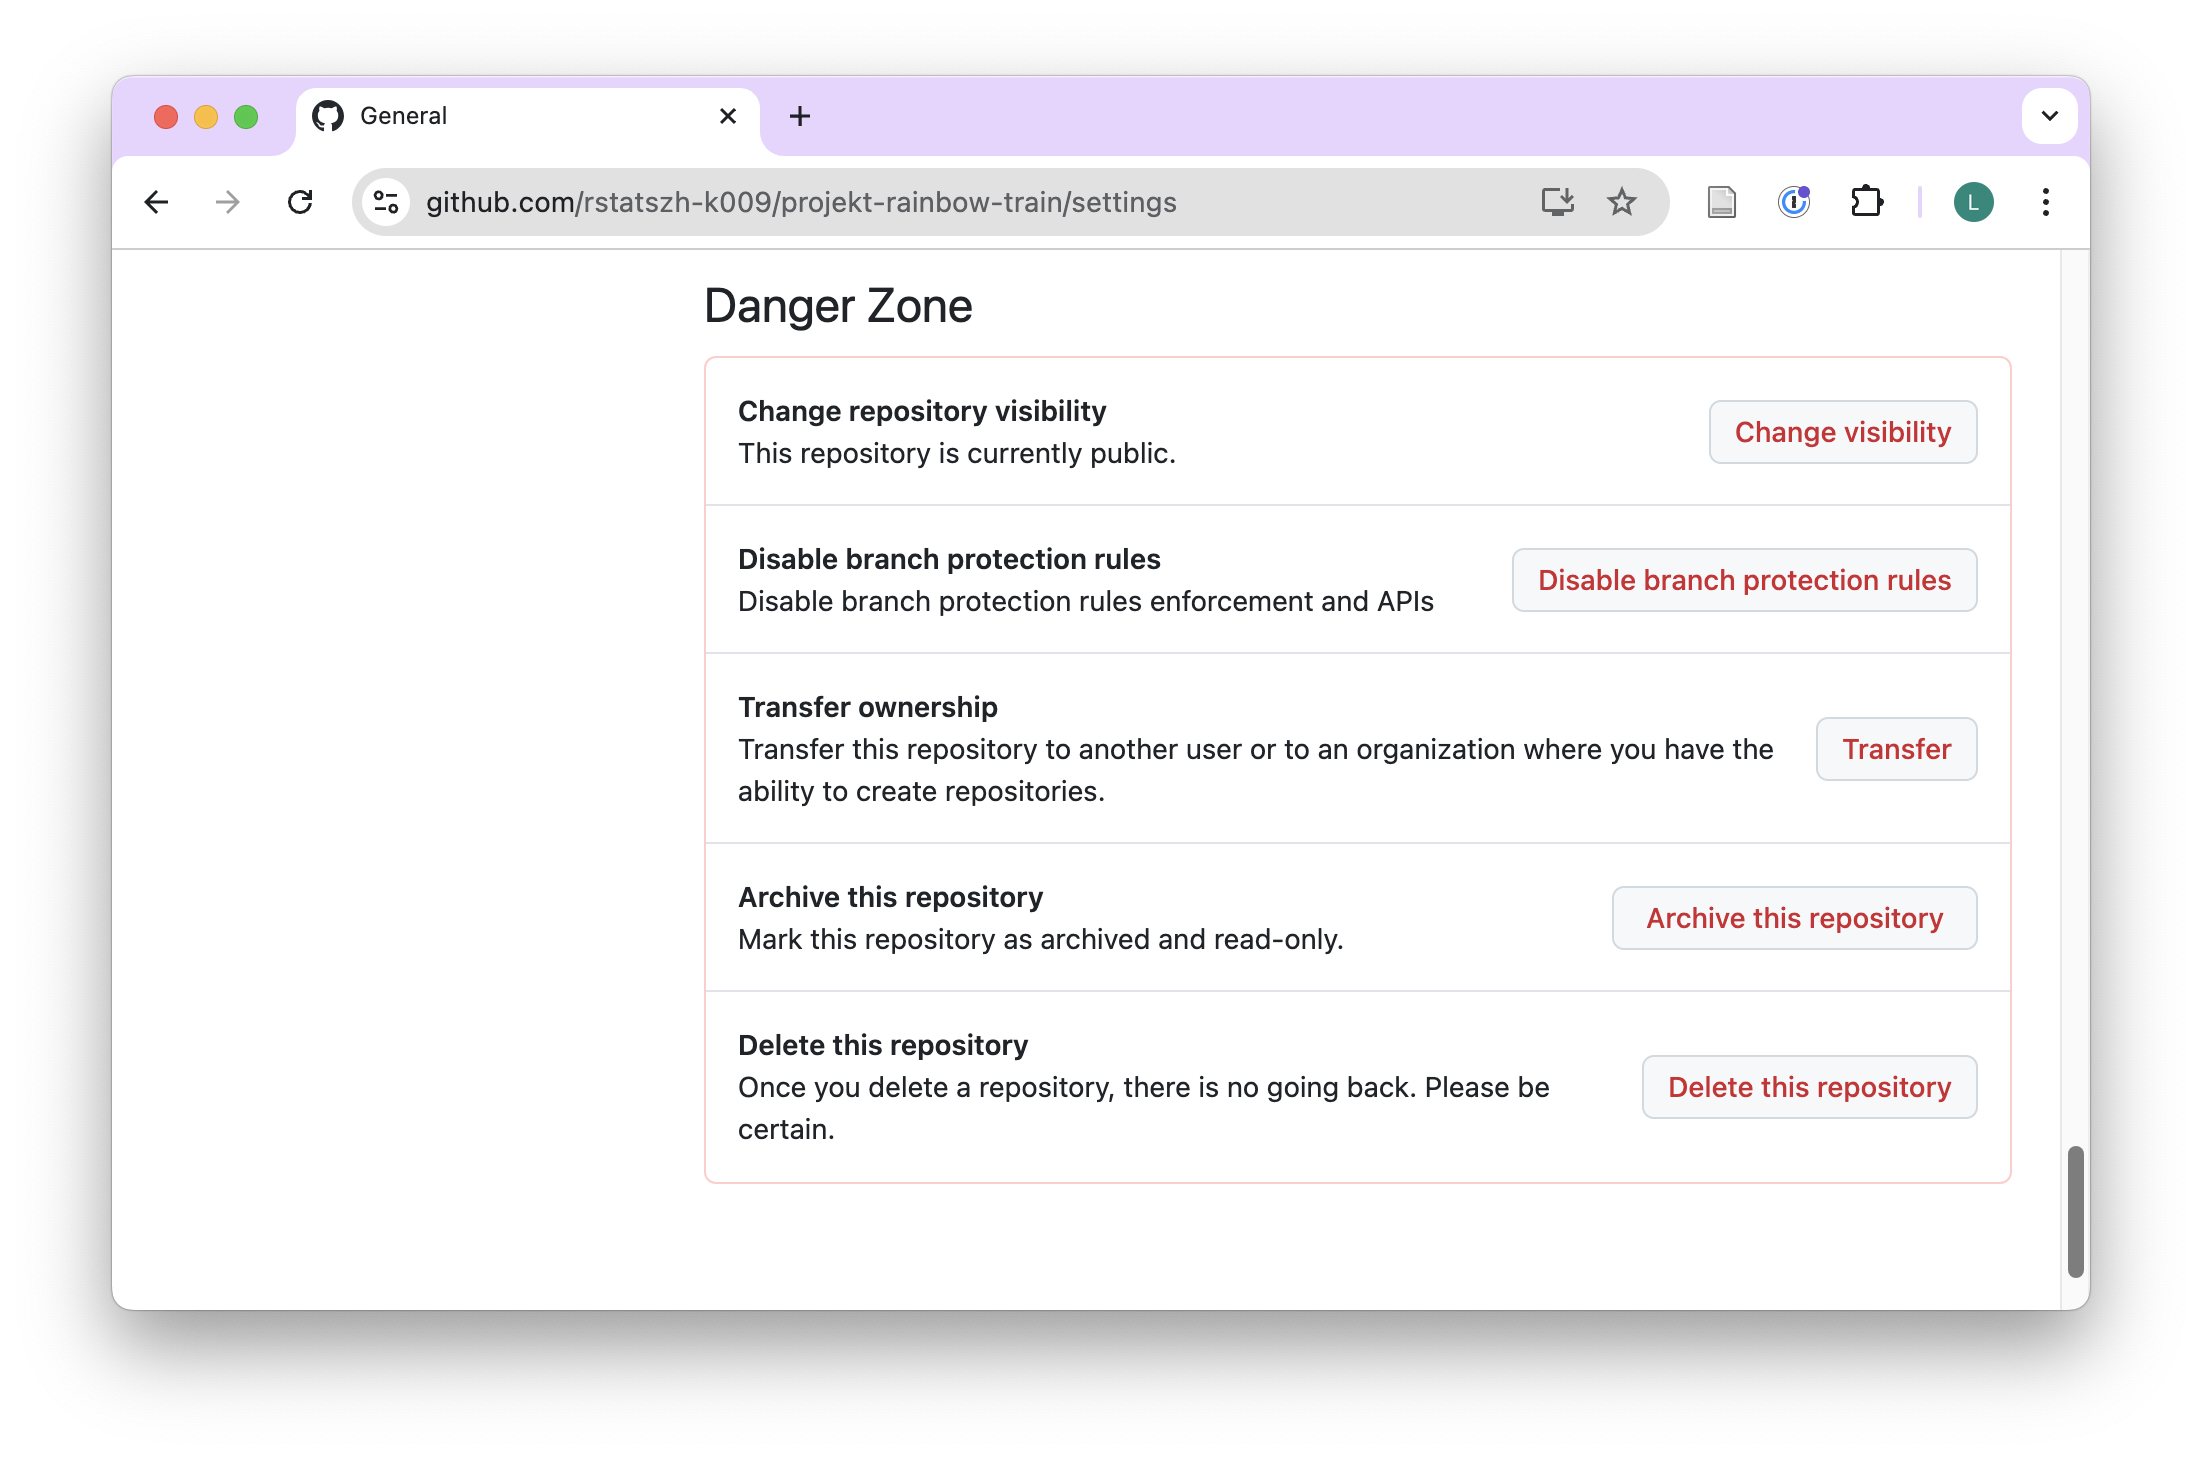 General
github.com/rstatszh-k009/projekt-rainbow-train/settings
L
Danger Zone
Change repository visibility
This repository is currently public.
Change visibility
Disable branch protection rules
Disable branch protection rules enforcement and APIs
Disable branch protection rules
Transfer ownership
Transfer this repository to another user or to an organization where you have the
ability to create repositories.
Transfer
Archive this repository
Mark this repository as archived and read-only.
Archive this repository
Delete this repository
Once you delete a repository, there is no going back. Please be
certain.
Delete this repository